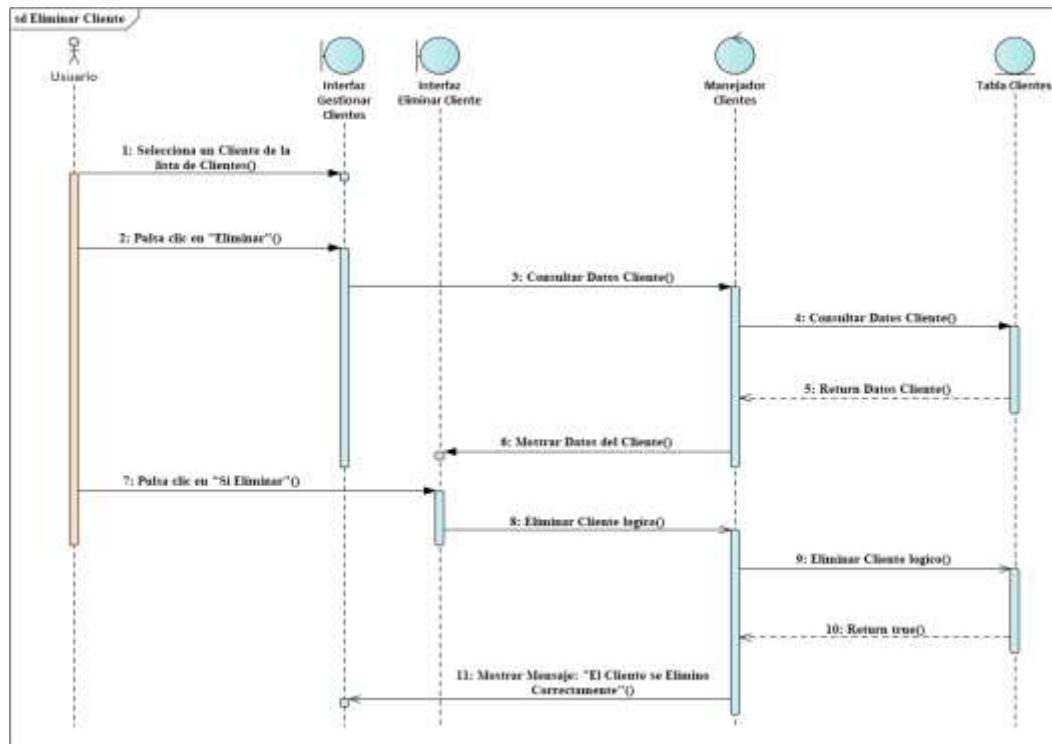 sd Eliminar Cliente
Usuario
Interfaz
Gestionar
Clientes
Interfaz
Eliminar Cliente
Manejador
Clientes
Tabla Clientes
1: Selecciona un Cliente de la
lista de Clientes()
2: Pulsa clic en "Eliminar"()
3: Consultar Datos Cliente()
4: Consultar Datos Cliente()
5: Return Datos Cliente()
6: Mostrar Datos del Cliente()
7: Pulsa clic en "Si Eliminar"()
8: Eliminar Cliente logico()
9: Eliminar Cliente logico()
10: Return true()
11: Mostrar Mensaje: "El Cliente se Elimino
Correctamente"()